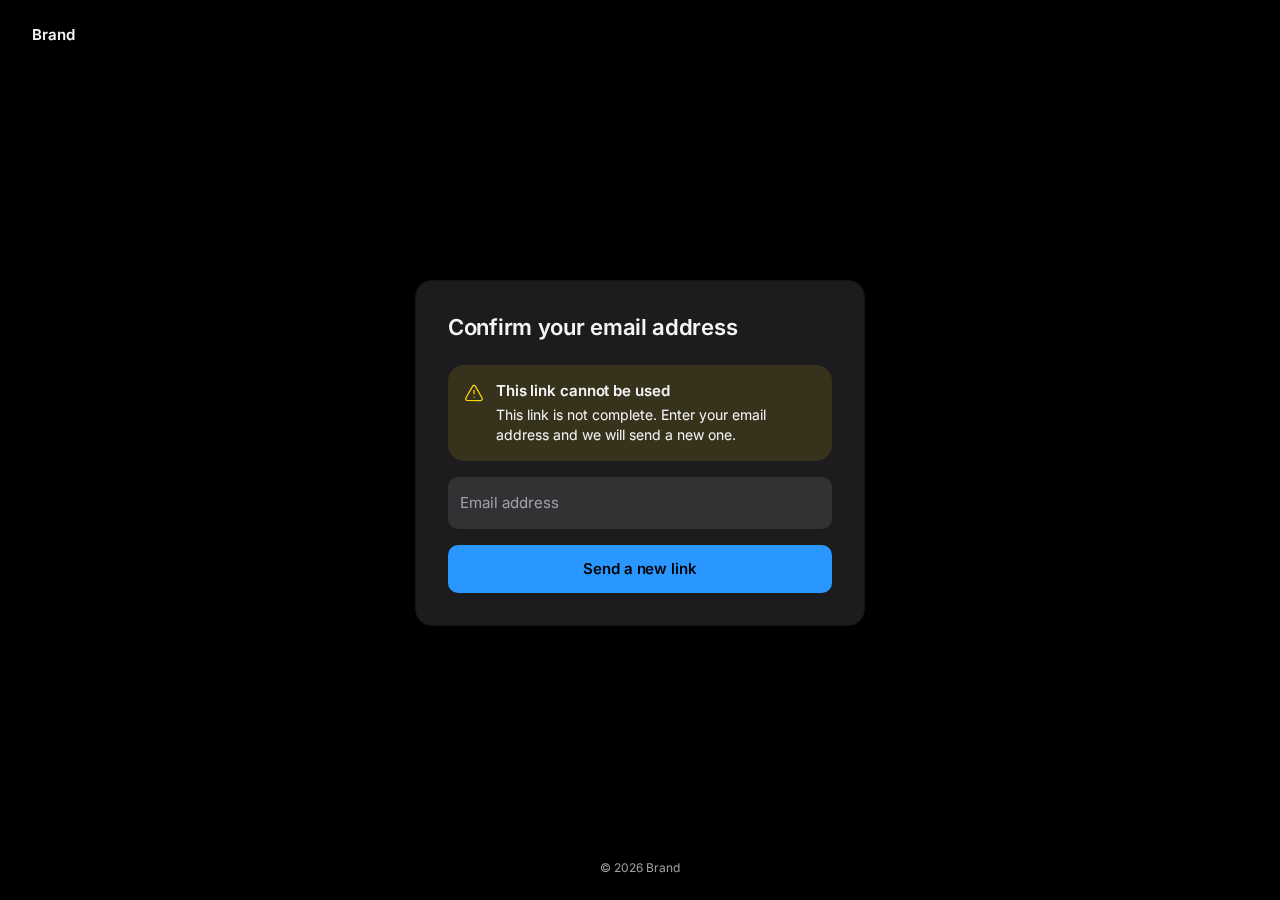 Brand
Confirm your email address
This link cannot be used
This link is not complete. Enter your email
address and we will send a new one.
Email address
Send a new link
© 2026 Brand